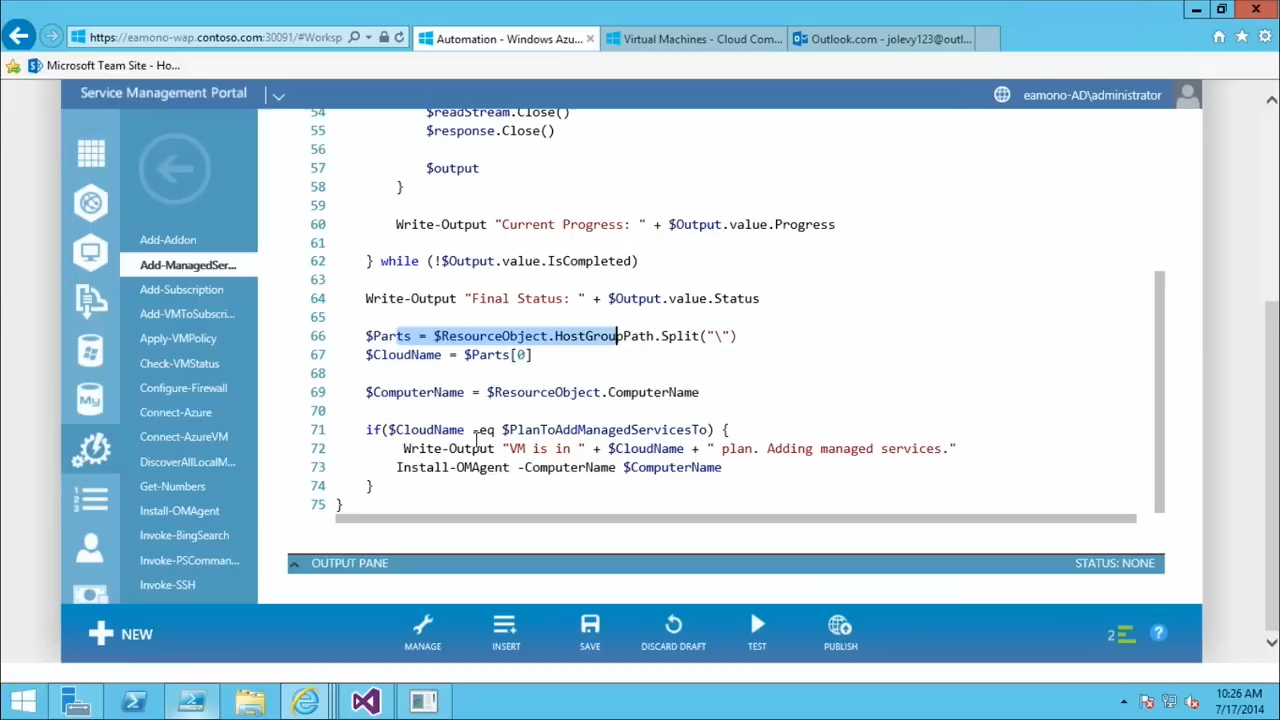 https://eamono-wap.contoso.com:30091/#Worksp
Automation - Windows Azu...
Virtual Machines - Cloud Com...
Outlook.com - jolevy123@outl...
Microsoft Team Site - Ho...
Service Management Portal
eamono-AD\administrator
Add-Addon
Add-ManagedSer...
Add-Subscription
Add-VMToSubscri...
Apply-VMPolicy
Check-VMSettings
Configure-Firewall
Connect-Azure
Connect-AzureVM
DiscoverAllLocalM...
Get-Numbers
Install-OMAgent
Invoke-BingSearch
Invoke-PSComman...
Invoke-SSH
My
54 $readStream.Close()
55 $response.Close()
56
57 $output
58 }
59
60 Write-Output "Current Progress: " + $Output.value.Progress
61
62 } while (!$Output.value.IsCompleted)
63
64 Write-Output "Final Status: " + $Output.value.Status
65
66 $Parts = $ResourceObject.HostGroupPath.Split("\")
67 $CloudName = $Parts[0]
68
69 $ComputerName = $ResourceObject.ComputerName
70
71 if($CloudName -eq $PlanToAddManagedServicesTo) {
72 Write-Output "VM is in " + $CloudName + " plan. Adding managed services."
73 Install-OMAgent -ComputerName $ComputerName
74 }
75 }
OUTPUT PANE
STATUS: NONE
NEW
MANAGE
INSERT
SAVE
DISCARD DRAFT
TEST
PUBLISH
2
?
10:26 AM
7/17/2014